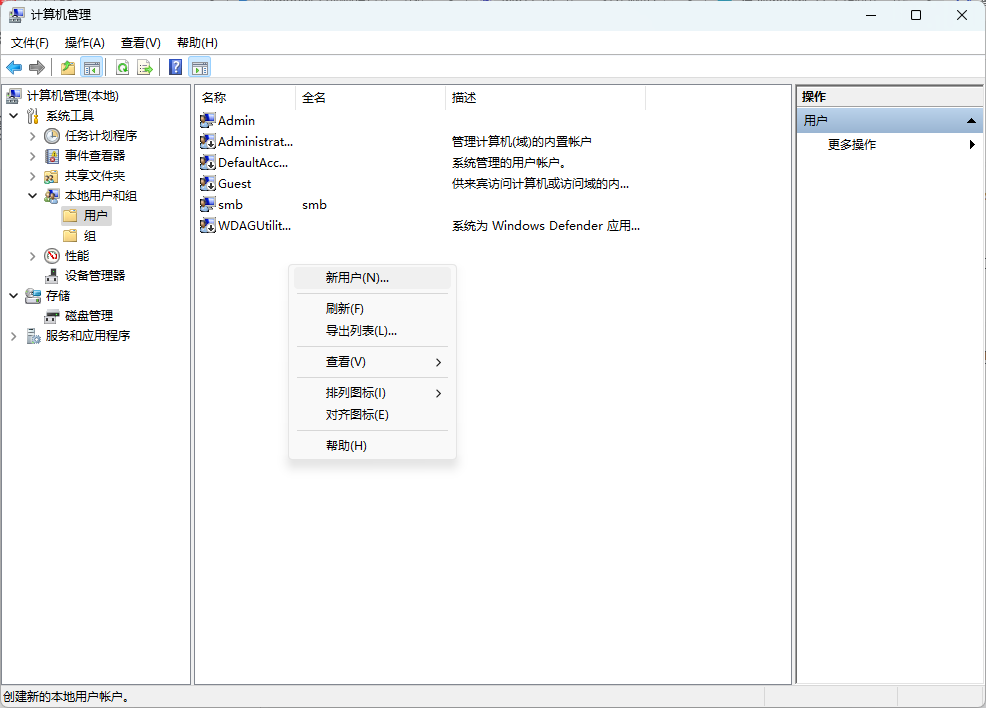 计算机管理
文件(F) 操作(A) 查看(V) 帮助(H)
计算机管理(本地)
系统工具
任务计划程序
事件查看器
共享文件夹
本地用户和组
用户
组
性能
设备管理器
存储
磁盘管理
服务和应用程序
名称 全名 描述
Admin
Administrat... 管理计算机(域)的内置帐户
DefaultAcc... 系统管理的用户帐户。
Guest 供来宾访问计算机或访问域的内...
smb smb
WDAGUtilit... 系统为 Windows Defender 应用...
新用户(N)...
刷新(F)
导出列表(L)...
查看(V)
排列图标(I)
对齐图标(E)
帮助(H)
操作
用户
更多操作
创建新的本地用户帐户。